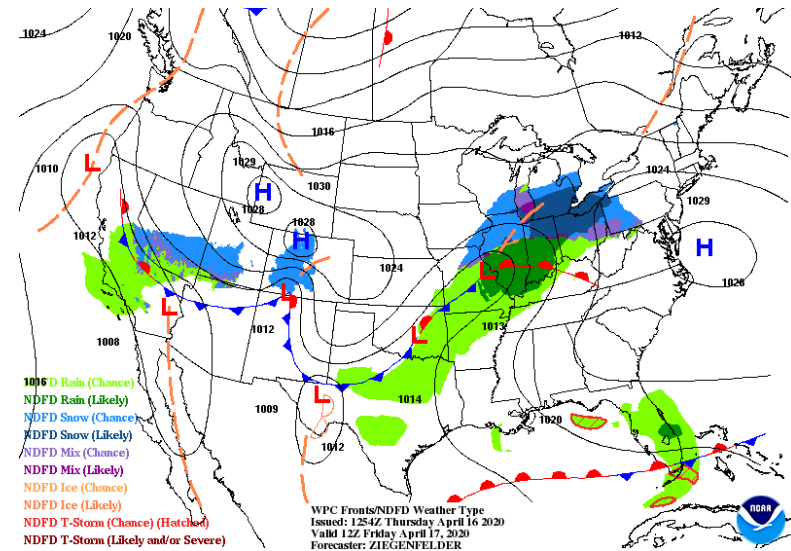 1024
1020
1012
1016
1010
1029
1030
1024
L
H
1028
1029
1028
1012
H
H
1024
1028
L
L
L
1012
1013
1008
L
1016
NDFD Rain (Chance)
NDFD Rain (Likely)
NDFD Snow (Chance)
NDFD Snow (Likely)
NDFD Mix (Chance)
NDFD Mix (Likely)
NDFD Ice (Chance)
NDFD Ice (Likely)
NDFD T-Storm (Chance) (Hatched)
NDFD T-Storm (Likely and/or Severe)
L
1009
1014
1012
1020
WPC Fronts/NDFD Weather Type
Issued: 1254Z Thursday April 16 2020
Valid 12Z Friday April 17, 2020
Forecaster: ZIEGENFELDER
NOAA